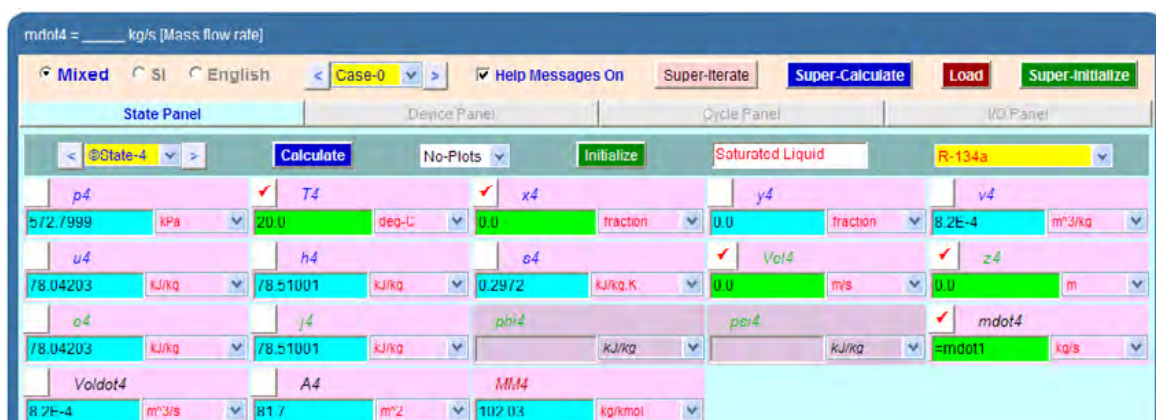 mdot4 = _____ kg/s [Mass flow rate]
Mixed SI English < Case-0 > Help Messages On Super-Iterate Super-Calculate Load Super-Initialize
State Panel Device Panel Cycle Panel I/O Panel
< ©State-4 > Calculate No-Plots Initialize Saturated Liquid R-134a
p4 T4 x4 y4 v4
572.7999 kPa 20.0 deg-C 0.0 fraction 0.0 fraction 8.2E-4 m^3/kg
u4 h4 s4 Vel4 z4
78.04203 kJ/kg 78.51001 kJ/kg 0.2972 kJ/kg.K 0.0 m/s 0.0 m
e4 j4 phi4 psi4 mdot4
78.04203 kJ/kg 78.51001 kJ/kg kJ/kg kJ/kg =mdot1 kg/s
Voldot4 A4 MM4
8.2E-4 m^3/s 81.7 m^2 102.03 kg/kmol